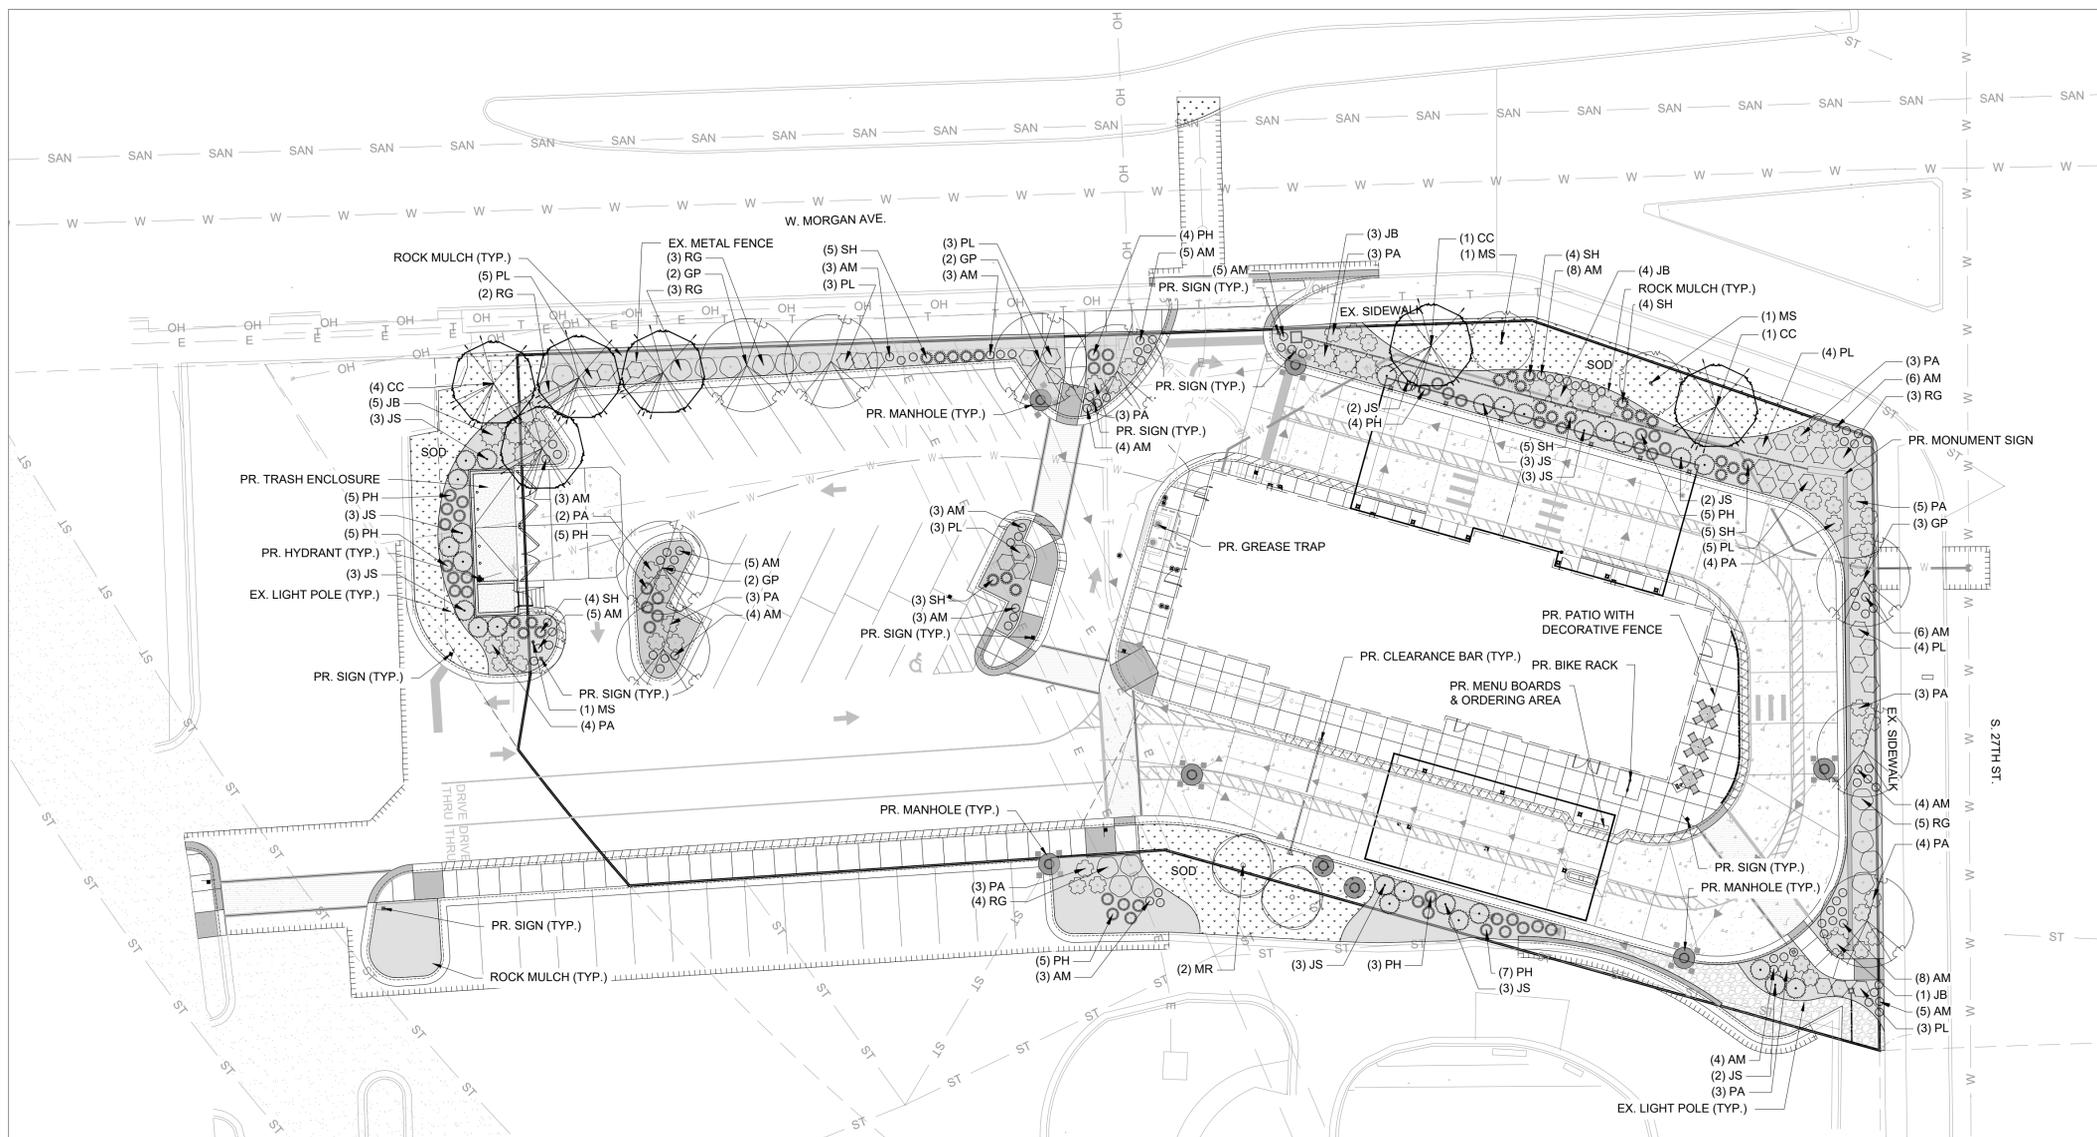 W. MORGAN AVE.
ROCK MULCH (TYP.)
(5) PL
(2) RG
EX. METAL FENCE
(3) RG
(2) GP
(3) RG
(5) SH
(3) AM
(3) PL
(3) PL
(2) GP
(3) AM
(4) PH
(5) AM
(5) AM
PR. SIGN (TYP.)
(3) JB
(3) PA
(1) CC
(1) MS
(4) SH
(8) AM
(4) JB
ROCK MULCH (TYP.)
(4) SH
(1) MS
(1) CC
(4) PL
(3) PA
(6) AM
(3) RG
PR. MONUMENT SIGN
EX. SIDEWALK
SOD
(4) CC
(5) JB
(3) JS
SOD
PR. TRASH ENCLOSURE
(5) PH
(3) JS
(5) PH
PR. HYDRANT (TYP.)
(3) JS
EX. LIGHT POLE (TYP.)
PR. SIGN (TYP.)
(3) AM
(2) PA
(5) PH
(4) SH
(5) AM
PR. SIGN (TYP.)
(1) MS
(4) PA
(5) AM
(2) GP
(3) PA
(4) AM
PR. MANHOLE (TYP.)
(3) PA
PR. SIGN (TYP.)
(4) AM
PR. SIGN (TYP.)
(2) JS
(4) PH
(5) SH
(3) JS
(3) JS
(2) JS
(5) PH
(5) SH
(5) PL
(4) PA
(3) AM
(3) PL
(3) SH
(3) AM
PR. SIGN (TYP.)
PR. GREASE TRAP
PR. PATIO WITH
DECORATIVE FENCE
PR. CLEARANCE BAR (TYP.)
PR. BIKE RACK
PR. MENU BOARDS
& ORDERING AREA
(5) PA
(3) GP
(6) AM
(4) PL
(3) PA
EX. SIDEWALK
S. 27TH ST.
(4) AM
(5) RG
(4) PA
PR. SIGN (TYP.)
PR. MANHOLE (TYP.)
DRIVE DRIVE
THRU THRU
PR. MANHOLE (TYP.)
(3) PA
(4) RG
SOD
PR. SIGN (TYP.)
ROCK MULCH (TYP.)
(5) PH
(3) AM
(2) MR
(3) JS
(3) PH
(7) PH
(3) JS
(8) AM
(1) JB
(5) AM
(3) PL
(4) AM
(2) JS
(3) PA
EX. LIGHT POLE (TYP.)